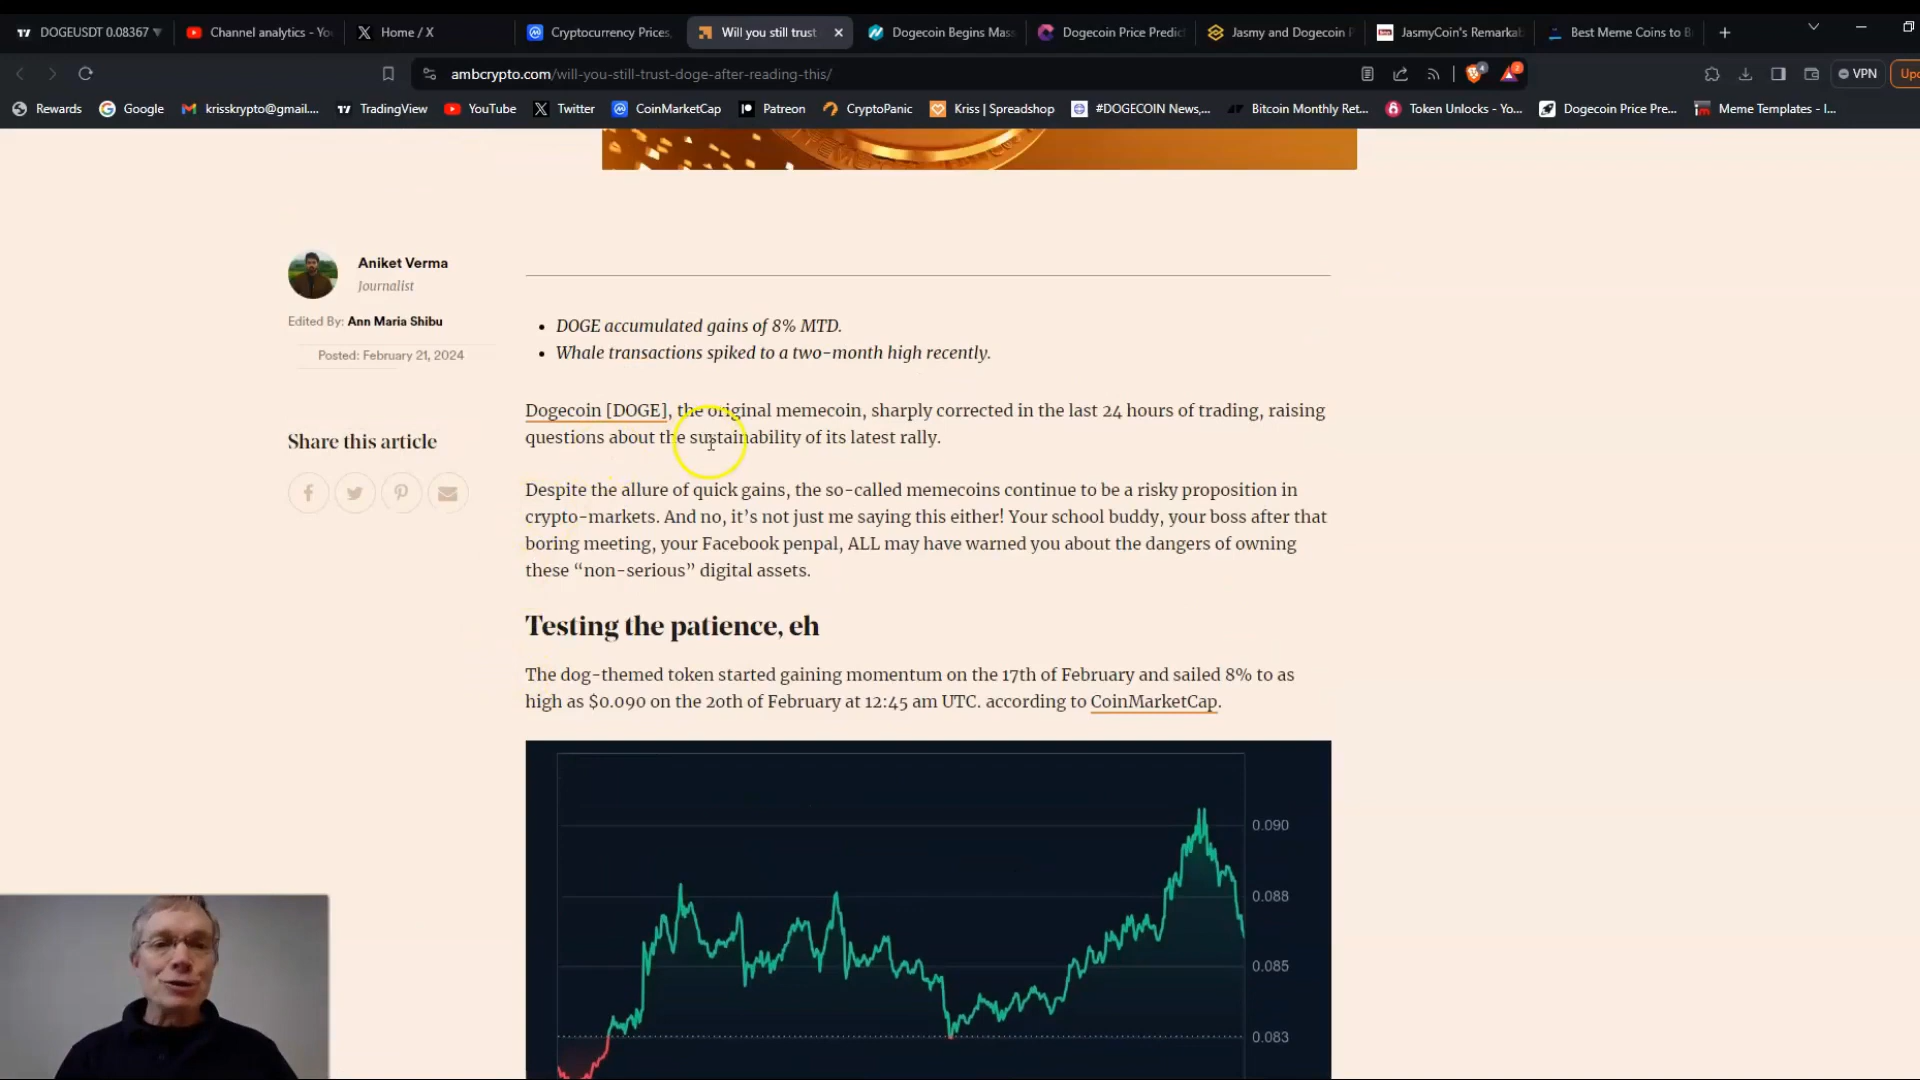 DOGEUSDT 0.08367
Channel analytics - Yo
Home / X
Cryptocurrency Prices,
Will you still trust
Dogecoin Begins Mas
Dogecoin Price Predic
Jasmy and Dogecoin P
JasmyCoin's Remarkab
Best Meme Coins to B
ambcrypto.com/will-you-still-trust-doge-after-reading-this/
4
2
VPN
Upd
Rewards
Google
krisskrypto@gmail....
TradingView
YouTube
Twitter
CoinMarketCap
Patreon
CryptoPanic
Kriss | Spreadshop
#DOGECOIN News,...
Bitcoin Monthly Ret...
Token Unlocks - Yo...
Dogecoin Price Pre...
Meme Templates - I...
Aniket Verma
Journalist
Edited By: Ann Maria Shibu
Posted: February 21, 2024
Share this article
• DOGE accumulated gains of 8% MTD.
• Whale transactions spiked to a two-month high recently.
Dogecoin [DOGE], the original memecoin, sharply corrected in the last 24 hours of trading, raising
questions about the sustainability of its latest rally.
Despite the allure of quick gains, the so-called memecoins continue to be a risky proposition in
crypto-markets. And no, it’s not just me saying this either! Your school buddy, your boss after that
boring meeting, your Facebook penpal, ALL may have warned you about the dangers of owning
these “non-serious” digital assets.
Testing the patience, eh
The dog-themed token started gaining momentum on the 17th of February and sailed 8% to as
high as $0.090 on the 20th of February at 12:45 am UTC. according to CoinMarketCap.
0.090
0.088
0.085
0.083